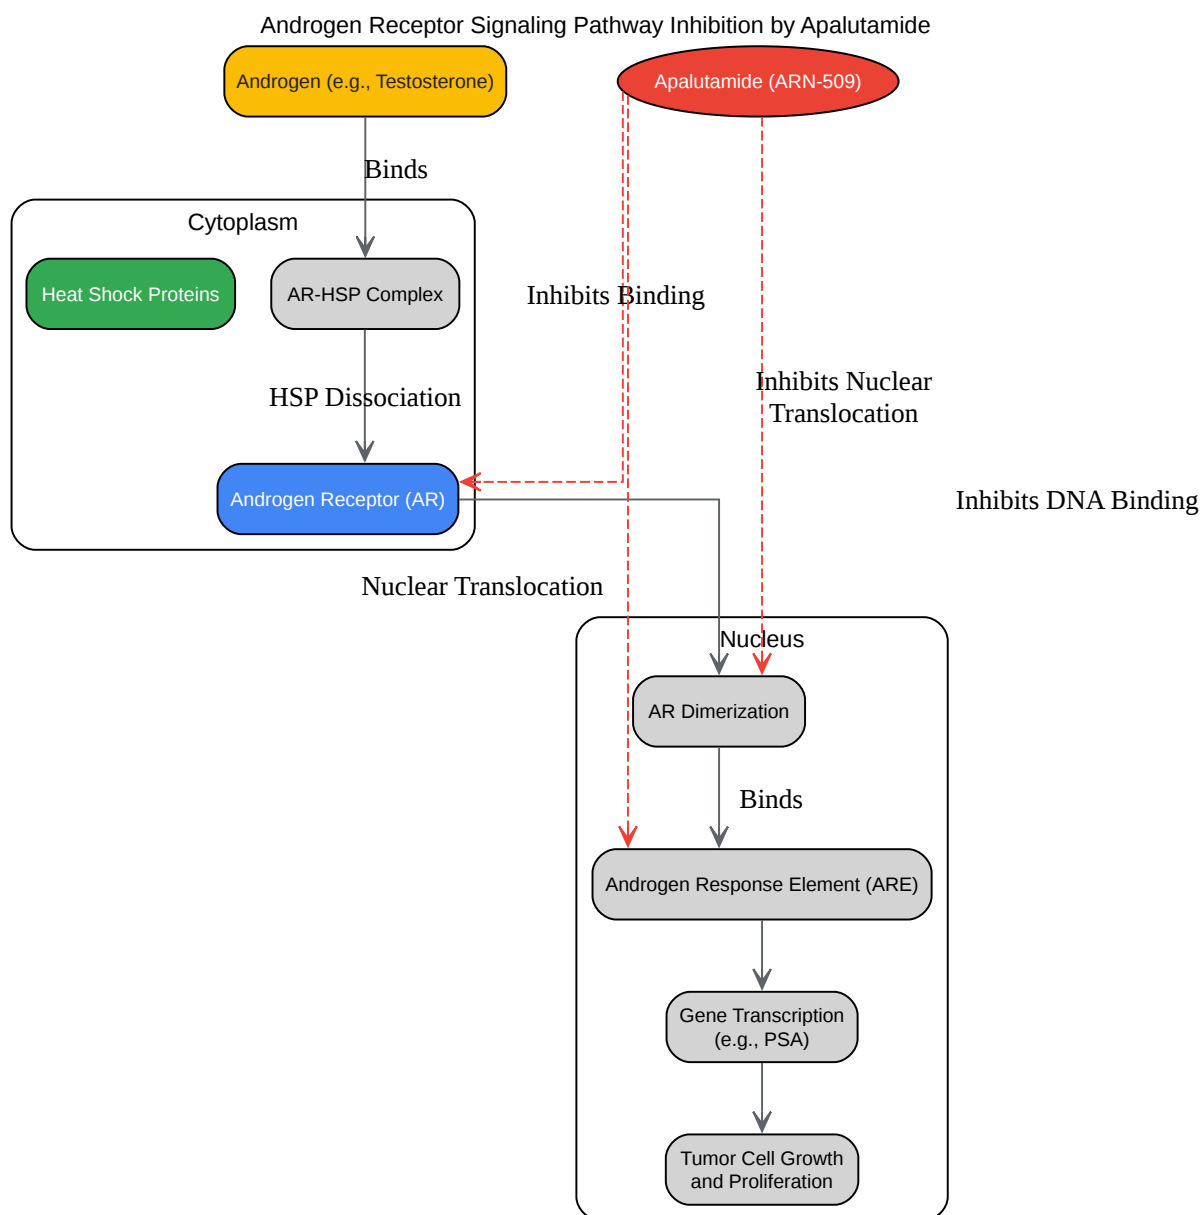 Androgen Receptor Signaling Pathway Inhibition by Apalutamide
Androgen (e.g., Testosterone)
Apalutamide (ARN-509)
Binds
Cytoplasm
Heat Shock Proteins
AR-HSP Complex
Inhibits Binding
HSP Dissociation
Inhibits Nuclear
Translocation
Androgen Receptor (AR)
Inhibits DNA Binding
Nuclear Translocation
Nucleus
AR Dimerization
Binds
Androgen Response Element (ARE)
Gene Transcription
(e.g., PSA)
Tumor Cell Growth
and Proliferation